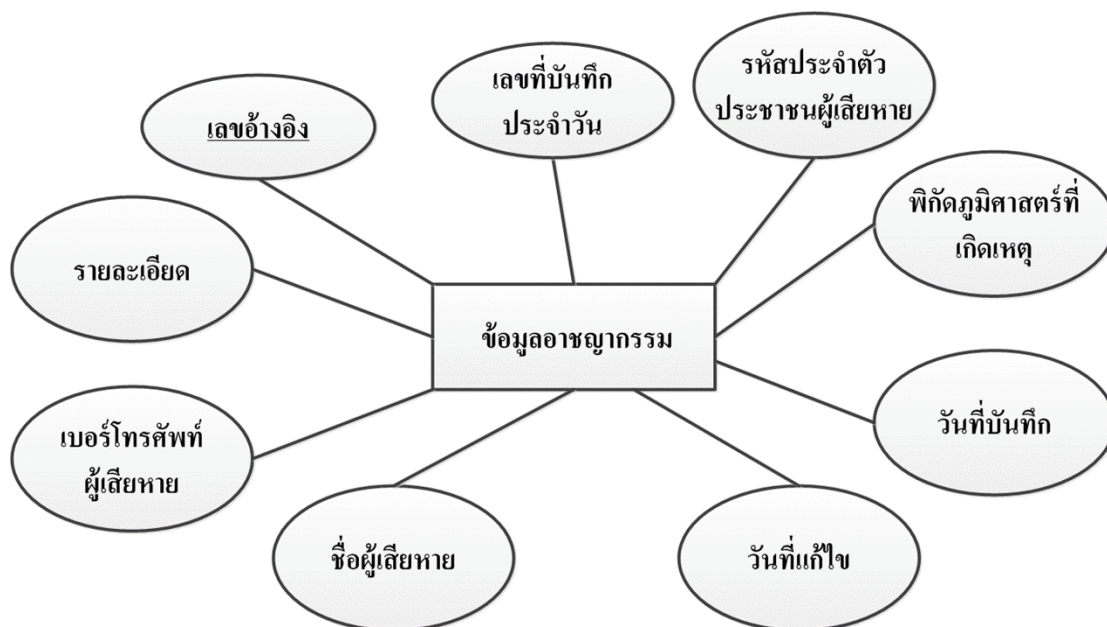 เลขอ้างอิง
เลขที่บันทึก
ประจำวัน
รหัสประจำตัว
ประชาชนผู้เสียหาย
พิกัดภูมิศาสตร์ที่
เกิดเหตุ
รายละเอียด
ข้อมูลอาชญากรรม
วันที่บันทึก
เบอร์โทรศัพท์
ผู้เสียหาย
ชื่อผู้เสียหาย
วันที่แก้ไข